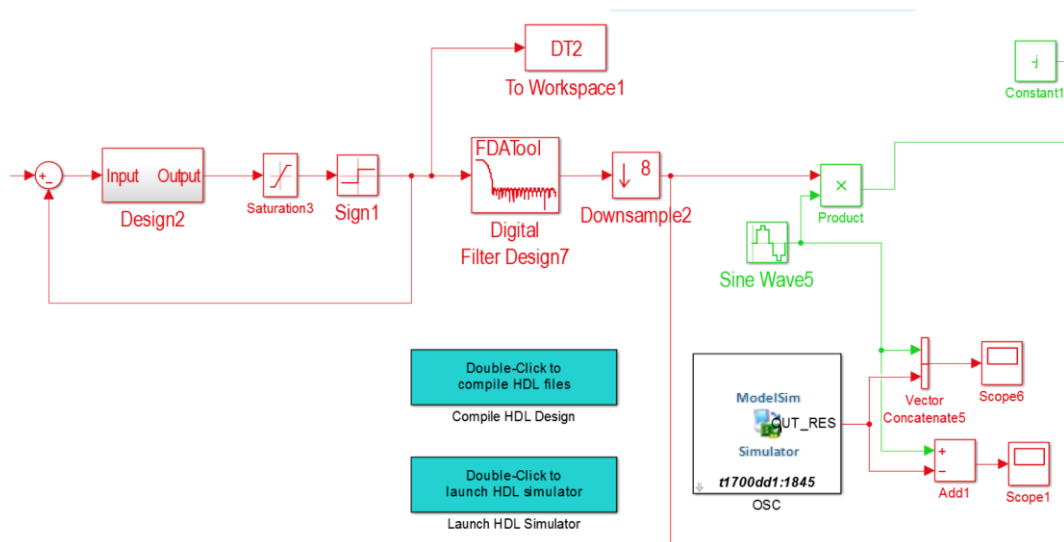 DT2
To Workspace1
-j
Constant1
+
−
Input Output
Design2
Saturation3
Sign1
FDATool
Digital
Filter Design7
8
Downsample2
×
Product
Sine Wave5
Double-Click to
compile HDL files
Compile HDL Design
ModelSim
OUT_RES
Simulator
t1700dd1:1845
OSC
Vector
Concatenate5
Scope6
+
−
Add1
Scope1
Double-Click to
launch HDL simulator
Launch HDL Simulator